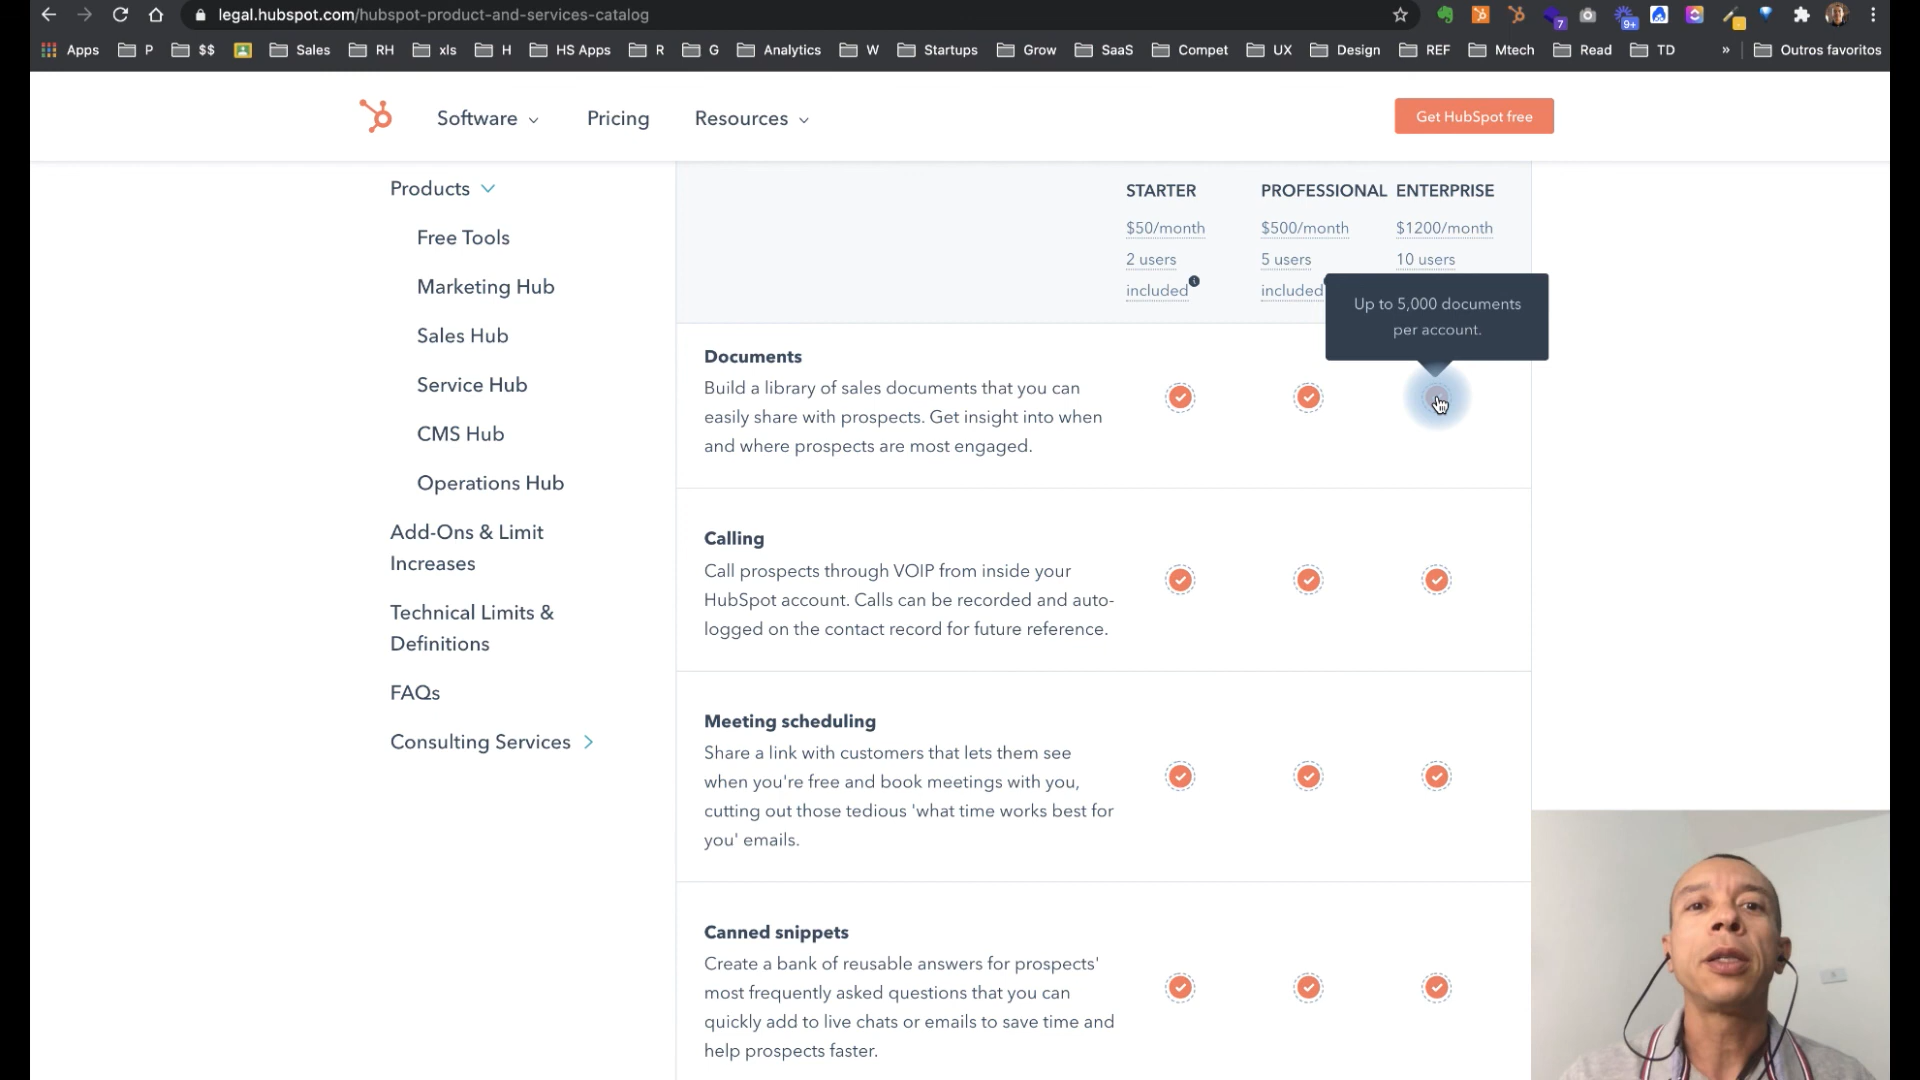 legal.hubspot.com/hubspot-product-and-services-catalog
7
9+
Apps P $$ Sales RH xls H HS Apps R G Analytics W Startups Grow SaaS Compet UX Design REF Mtech Read TD » Outros favoritos
Software Pricing Resources Get HubSpot free
Products
Free Tools
Marketing Hub
Sales Hub
Service Hub
CMS Hub
Operations Hub
Add-Ons & Limit
Increases
Technical Limits &
Definitions
FAQs
Consulting Services
STARTER PROFESSIONAL ENTERPRISE
$50/month $500/month $1200/month
2 users 5 users 10 users
included included
Up to 5,000 documents
per account.
Documents
Build a library of sales documents that you can
easily share with prospects. Get insight into when
and where prospects are most engaged.
Calling
Call prospects through VOIP from inside your
HubSpot account. Calls can be recorded and auto-
logged on the contact record for future reference.
Meeting scheduling
Share a link with customers that lets them see
when you're free and book meetings with you,
cutting out those tedious 'what time works best for
you' emails.
Canned snippets
Create a bank of reusable answers for prospects'
most frequently asked questions that you can
quickly add to live chats or emails to save time and
help prospects faster.